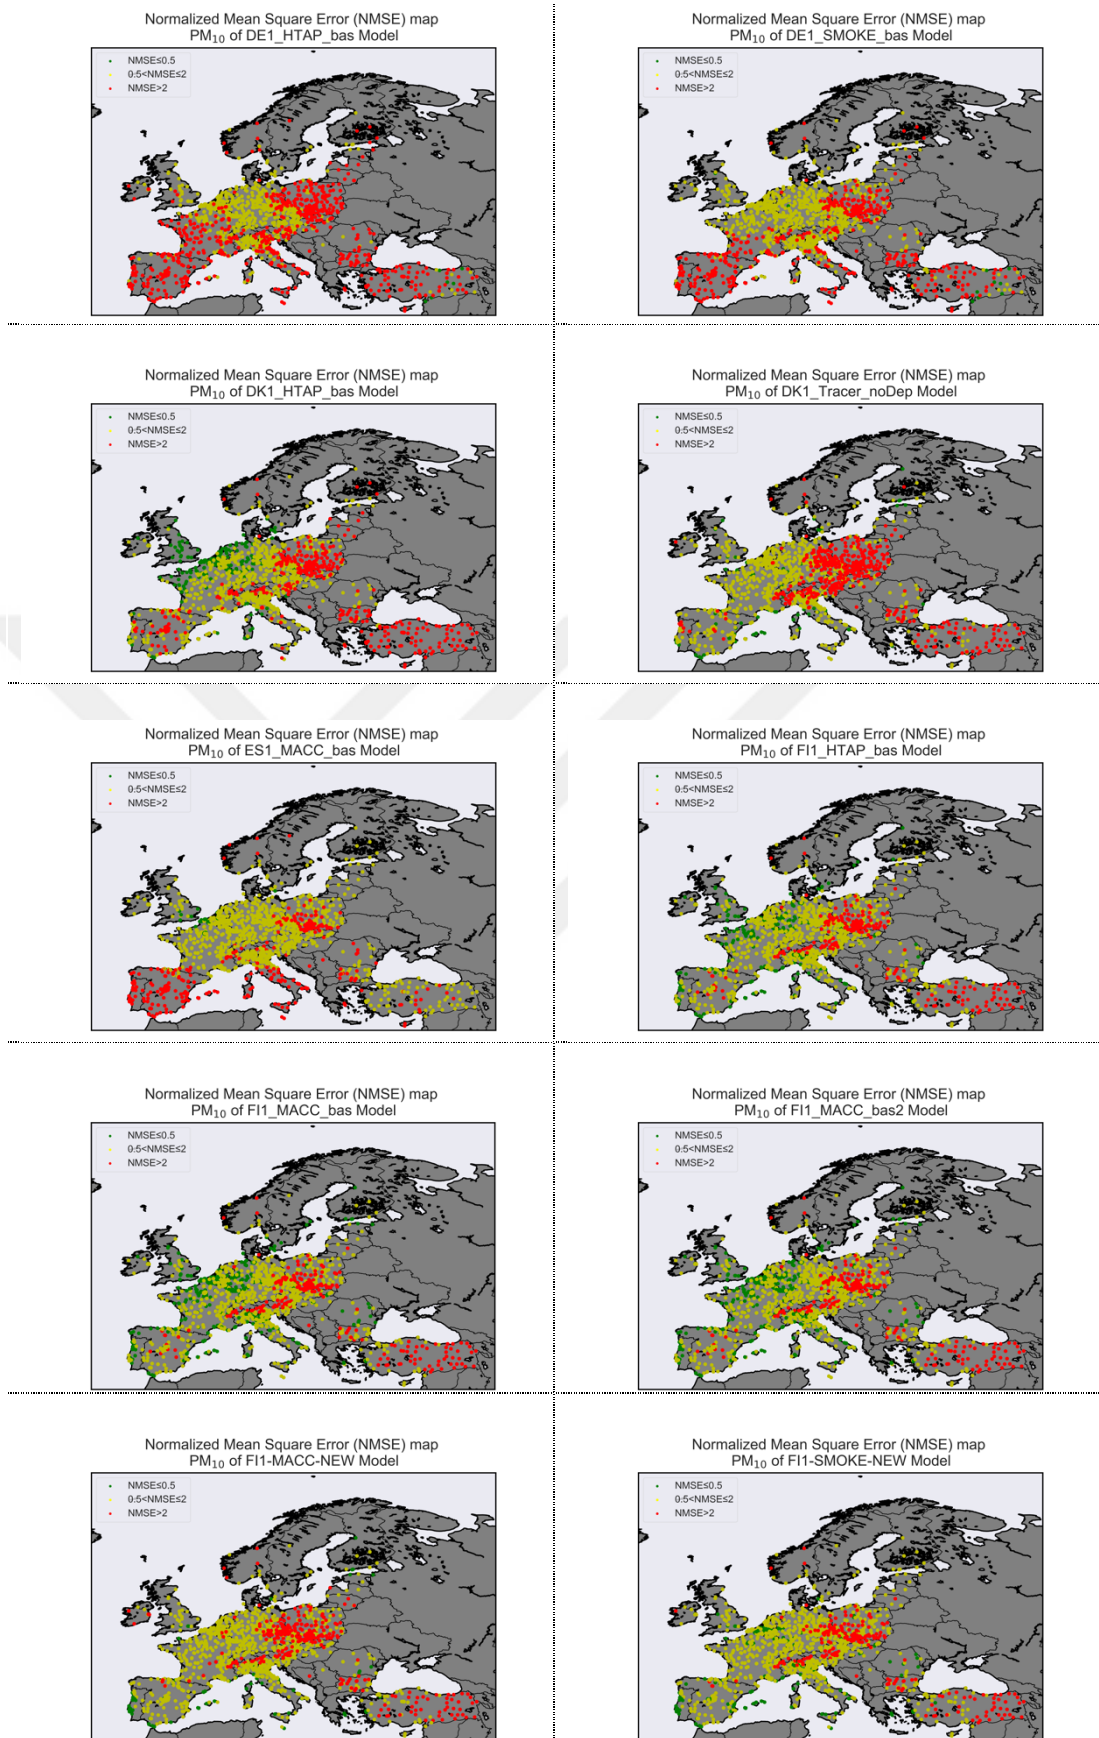 Normalized Mean Square Error (NMSE) map
PM₁₀ of DE1_HTAP_bas Model
NMSE≤0.5
0.5<NMSE≤2
NMSE>2
Normalized Mean Square Error (NMSE) map
PM₁₀ of DE1_SMOKE_bas Model
NMSE≤0.5
0.5<NMSE≤2
NMSE>2
Normalized Mean Square Error (NMSE) map
PM₁₀ of DK1_HTAP_bas Model
NMSE≤0.5
0.5<NMSE≤2
NMSE>2
Normalized Mean Square Error (NMSE) map
PM₁₀ of DK1_Tracer_noDep Model
NMSE≤0.5
0.5<NMSE≤2
NMSE>2
Normalized Mean Square Error (NMSE) map
PM₁₀ of ES1_MACC_bas Model
NMSE≤0.5
0.5<NMSE≤2
NMSE>2
Normalized Mean Square Error (NMSE) map
PM₁₀ of FI1_HTAP_bas Model
NMSE≤0.5
0.5<NMSE≤2
NMSE>2
Normalized Mean Square Error (NMSE) map
PM₁₀ of FI1_MACC_bas Model
NMSE≤0.5
0.5<NMSE≤2
NMSE>2
Normalized Mean Square Error (NMSE) map
PM₁₀ of FI1_MACC_bas2 Model
NMSE≤0.5
0.5<NMSE≤2
NMSE>2
Normalized Mean Square Error (NMSE) map
PM₁₀ of FI1-MACC-NEW Model
NMSE≤0.5
0.5<NMSE≤2
NMSE>2
Normalized Mean Square Error (NMSE) map
PM₁₀ of FI1-SMOKE-NEW Model
NMSE≤0.5
0.5<NMSE≤2
NMSE>2